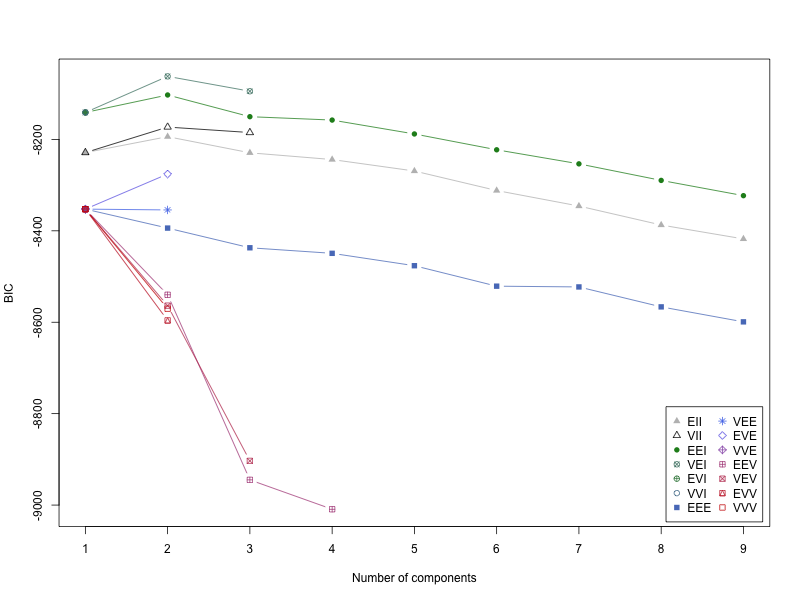 -8200
-8400
-8600
-8800
-9000
BIC
1 2 3 4 5 6 7 8 9
Number of components
EII VEE
VII EVE
EEI VVE
VEI EEV
EVI VEV
VVI EVV
EEE VVV